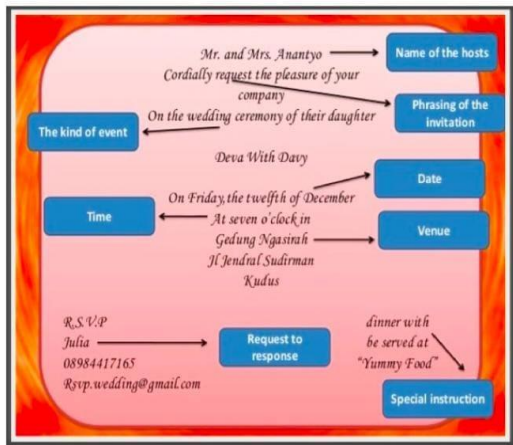 Mr. and Mrs. Anantyo
Name of the hosts
Cordially request the pleasure of your
company
Phrasing of the
invitation
On the wedding ceremony of their daughter
The kind of event
Deva With Davy
Date
On Friday, the twelfth of December
Time
At seven o'clock in
Gedung Ngasirah
Venue
Jl Jendral Sudirman
Kudus
R.S.V.P
Julia
08984417165
Rsvp.wedding@gmail.com
Request to
response
dinner with
be served at
"Yummy Food"
Special instruction